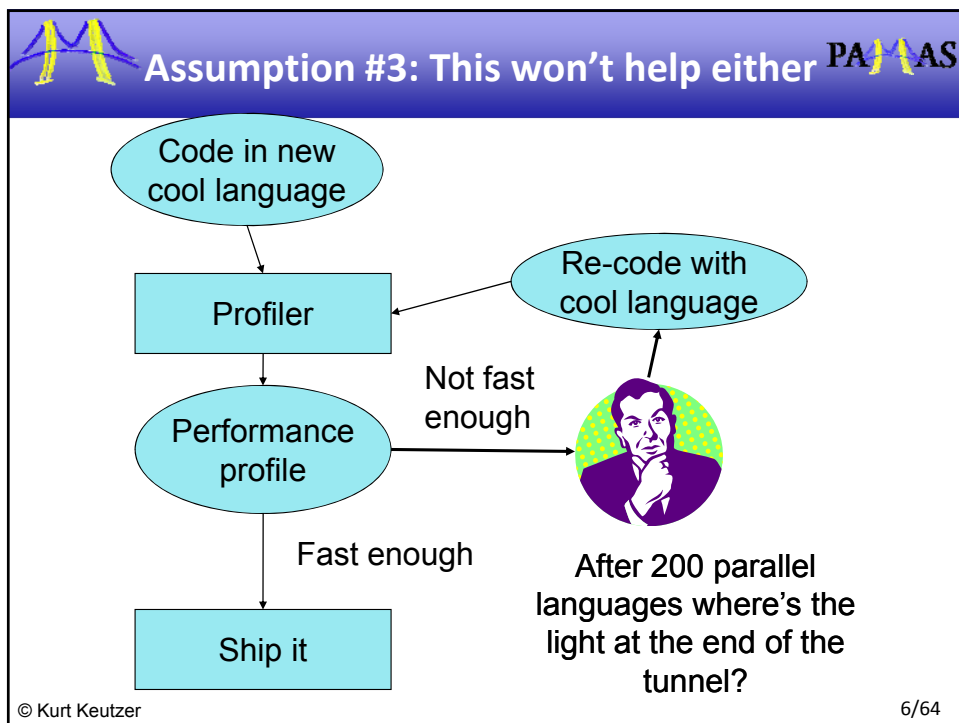 Assumption #3: This won’t help either
PAMAS
Code in new
cool language
Re-code with
cool language
Profiler
Not fast
enough
Performance
profile
Fast enough
After 200 parallel
languages where’s the
light at the end of the
tunnel?
Ship it
© Kurt Keutzer
6/64